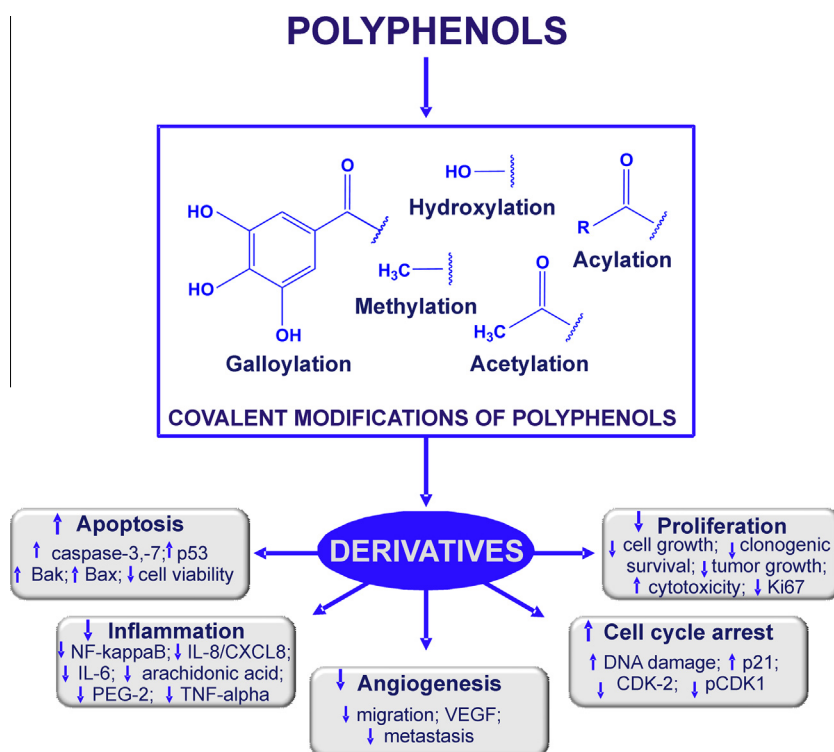 POLYPHENOLS
O
HO
HO
HO
OH
Galloylation
HO
Hydroxylation
H₃C
Methylation
O
R
Acylation
O
H₃C
Acetylation
COVALENT MODIFICATIONS OF POLYPHENOLS
DERIVATIVES
↑ Apoptosis
↑ caspase-3,-7;↑ p53
↑ Bak;↑ Bax;↓ cell viability
↓ Inflammation
↓ NF-kappaB;↓ IL-8/CXCL8;
↓ IL-6; ↓ arachidonic acid;
↓ PEG-2; ↓ TNF-alpha
↓ Angiogenesis
↓ migration; VEGF;
↓ metastasis
↑ Cell cycle arrest
↑ DNA damage; ↑ p21;
↓ CDK-2; ↓ pCDK1
↓ Proliferation
↓ cell growth; ↓ clonogenic
survival; ↓tumor growth;
↑ cytotoxicity; ↓ Ki67